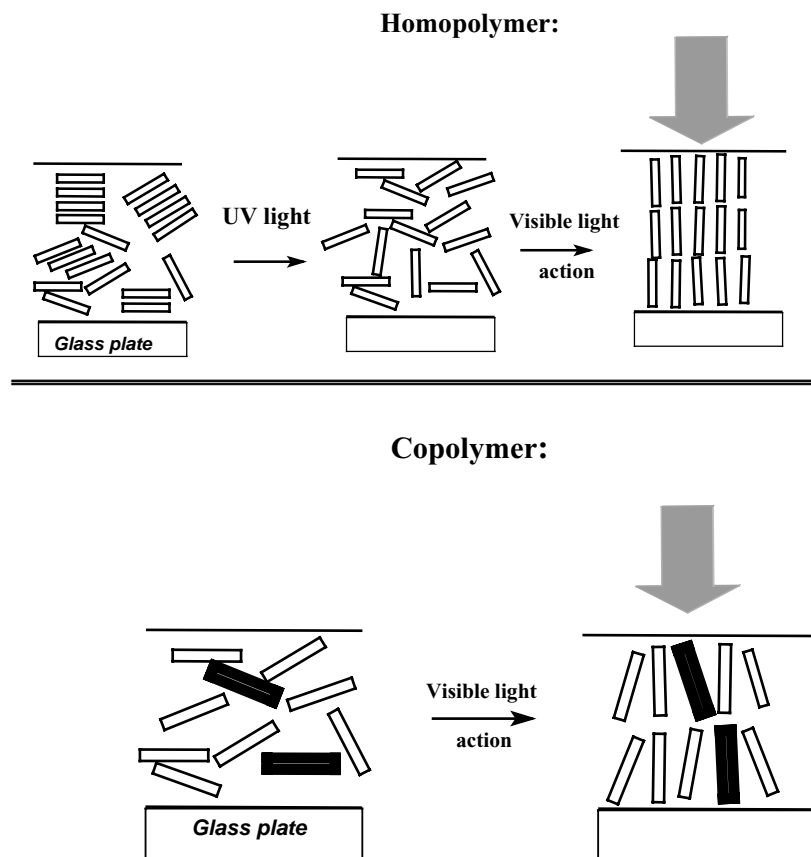 Homopolymer:
UV light
Visible light
action
Glass plate
Copolymer:
Visible light
action
Glass plate